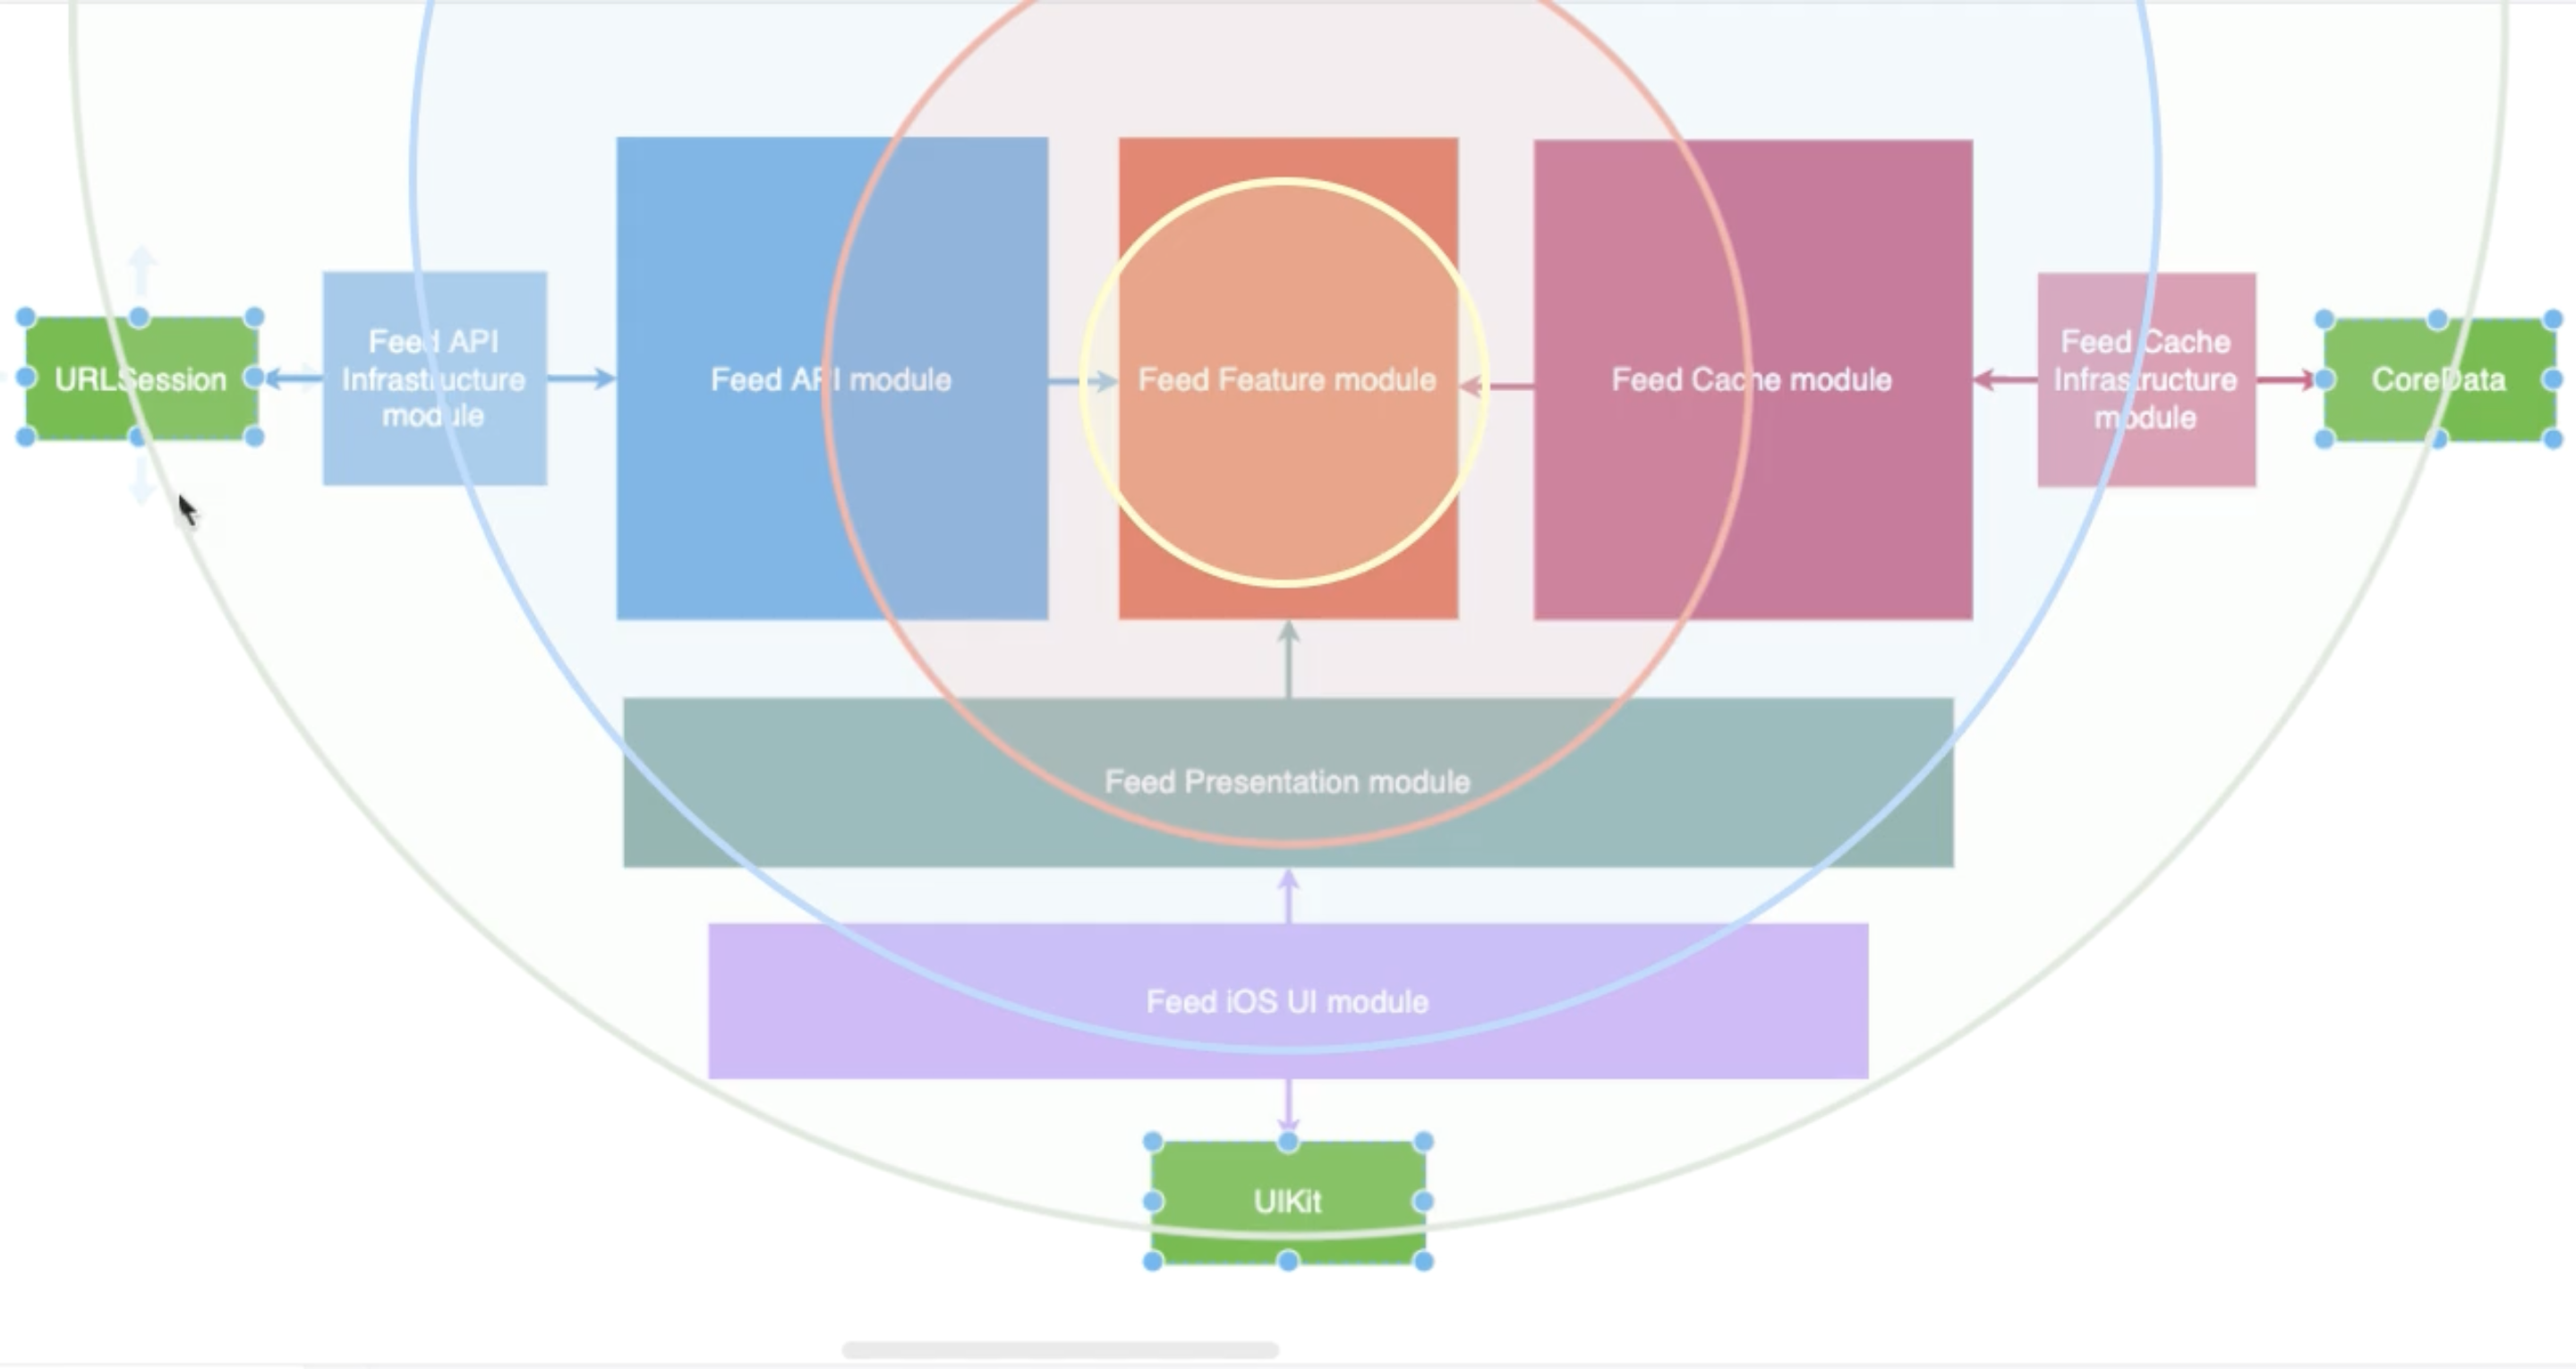 URLSession
Feed API
Infrastructure
module
Feed API module
Feed Feature module
Feed Cache module
Feed Cache
Infrastructure
module
CoreData
Feed Presentation module
Feed iOS UI module
UIKit